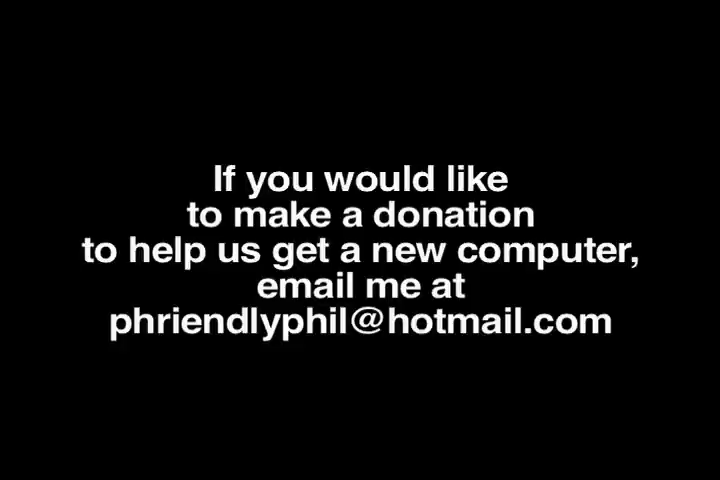 If you would like
to make a donation
to help us get a new computer,
email me at
phriendlyphil@hotmail.com